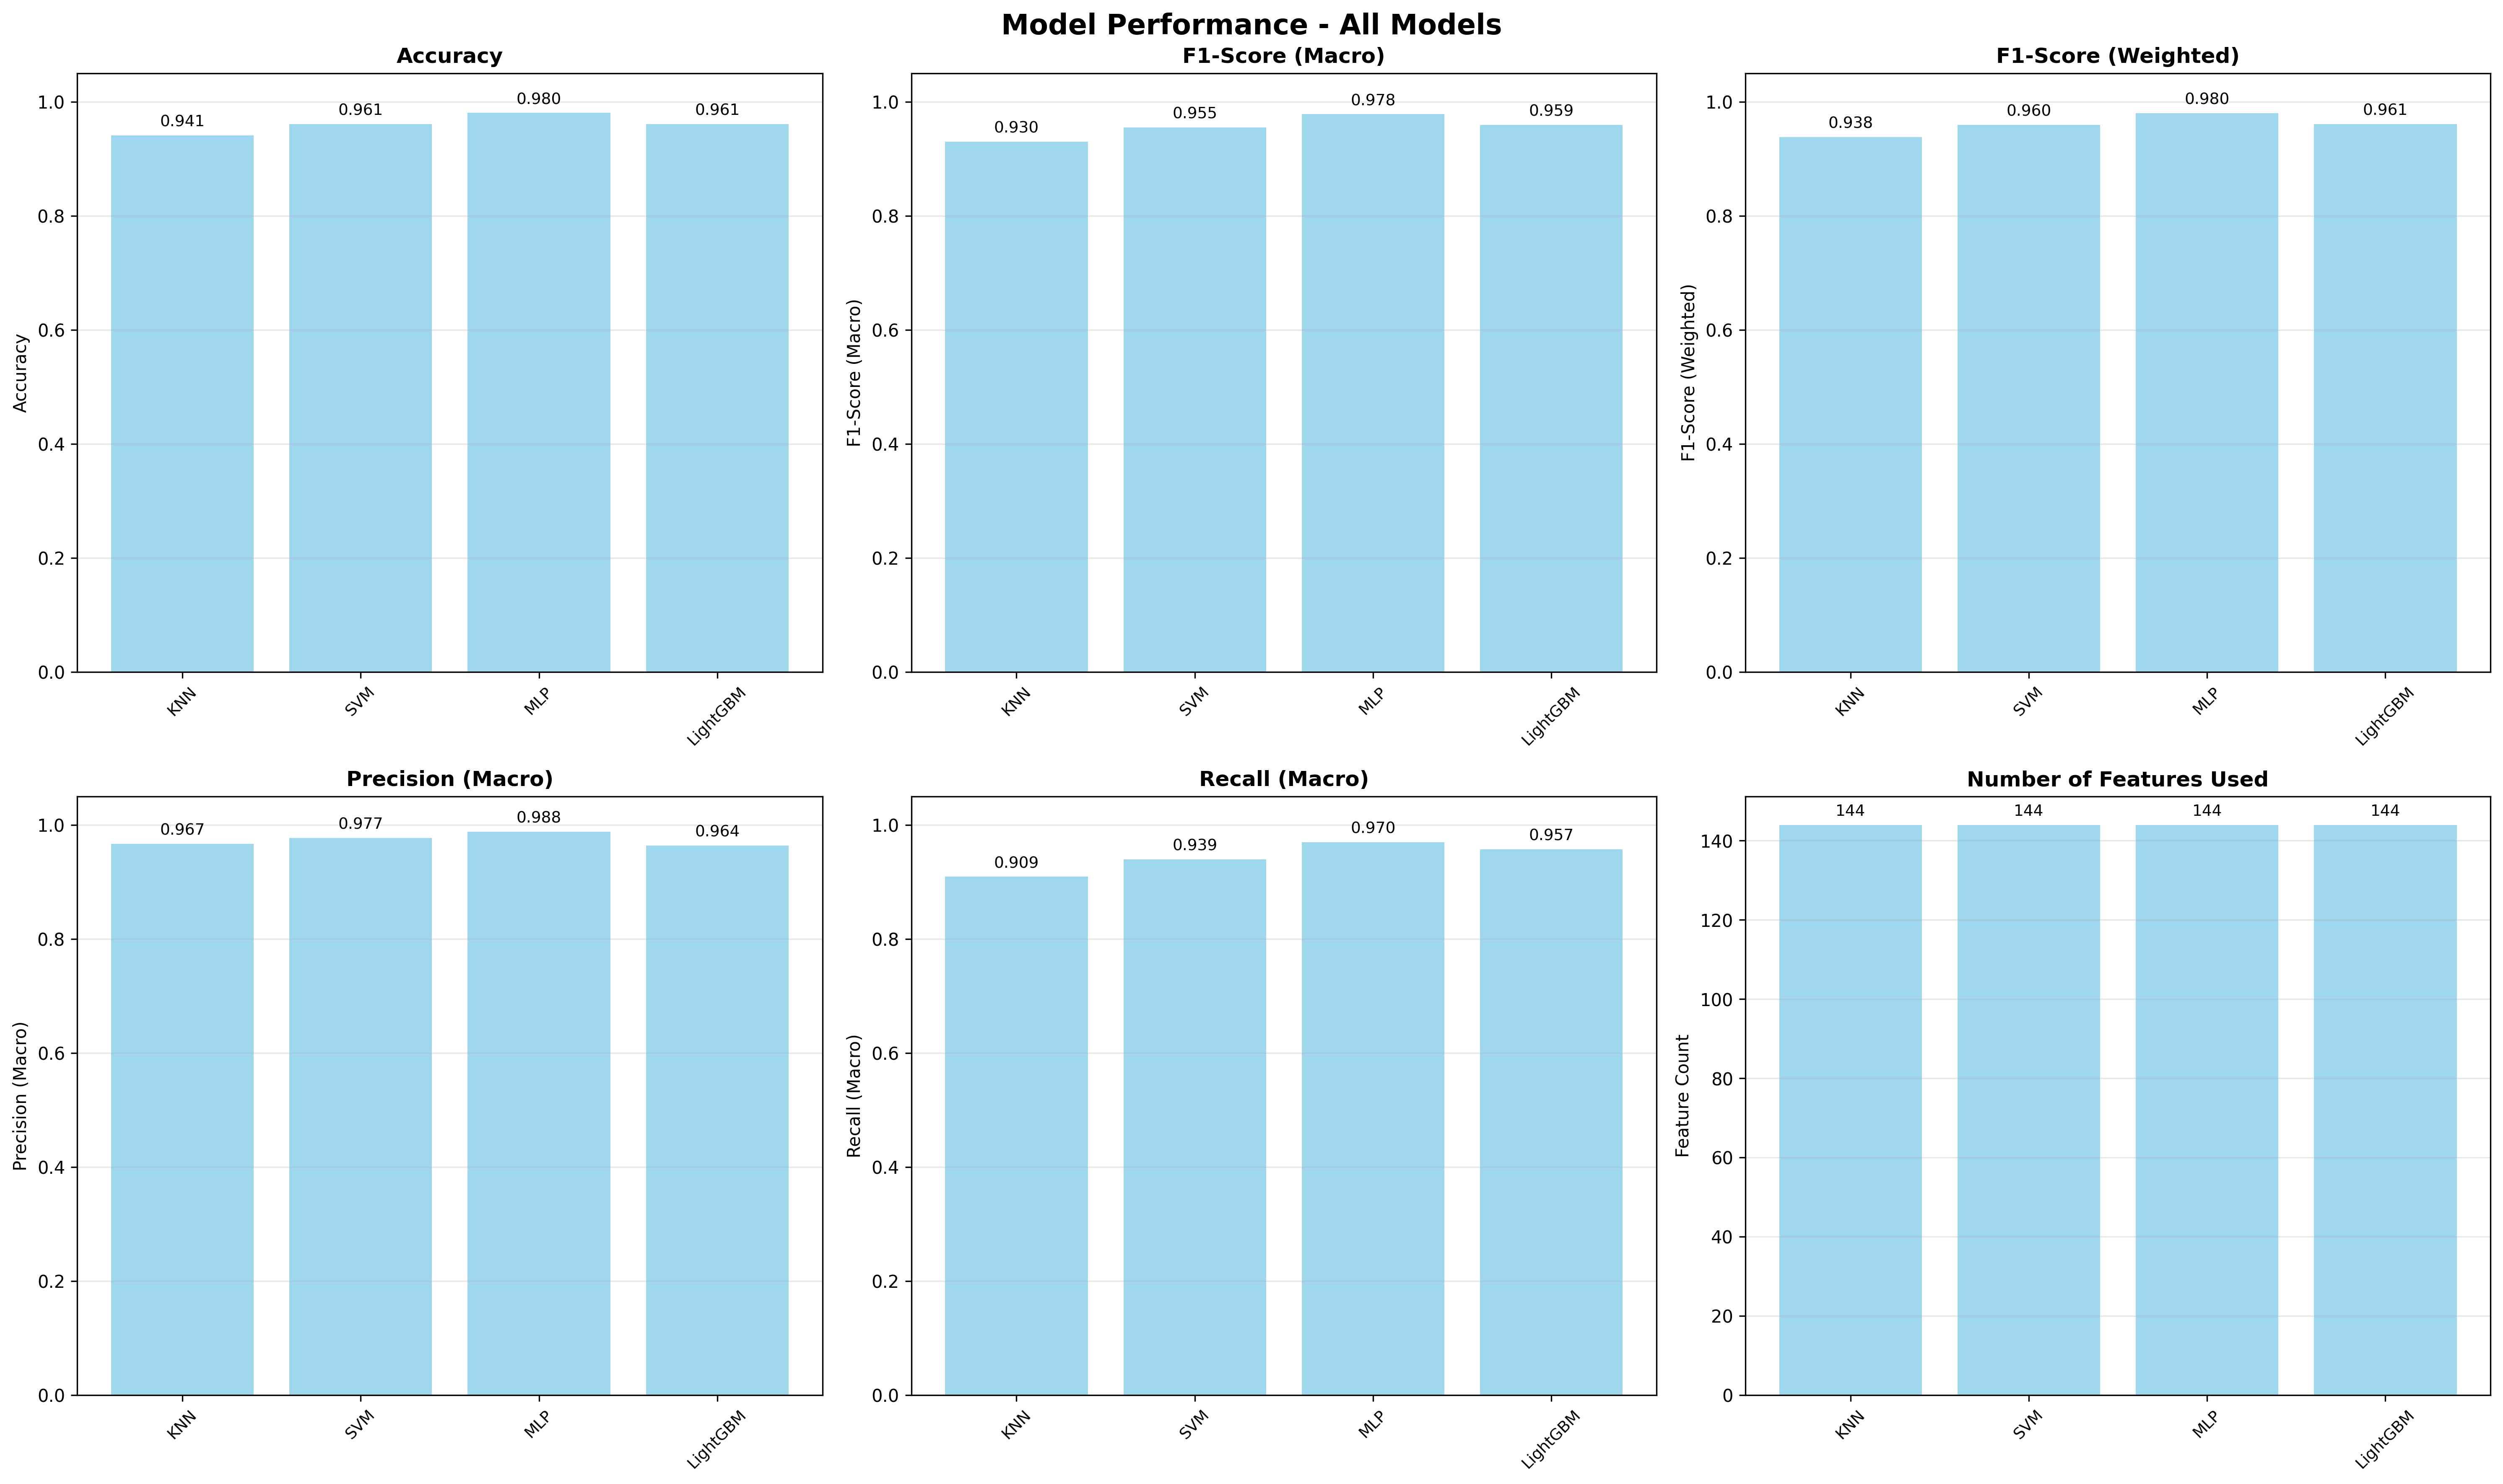 Model Performance - All Models
Accuracy
Accuracy
1.0
0.8
0.6
0.4
0.2
0.0
0.941
0.961
0.980
0.961
KNN
SVM
MLP
LightGBM
F1-Score (Macro)
F1-Score (Macro)
1.0
0.8
0.6
0.4
0.2
0.0
0.930
0.955
0.978
0.959
KNN
SVM
MLP
LightGBM
F1-Score (Weighted)
F1-Score (Weighted)
1.0
0.8
0.6
0.4
0.2
0.0
0.938
0.960
0.980
0.961
KNN
SVM
MLP
LightGBM
Precision (Macro)
Precision (Macro)
1.0
0.8
0.6
0.4
0.2
0.0
0.967
0.977
0.988
0.964
KNN
SVM
MLP
LightGBM
Recall (Macro)
Recall (Macro)
1.0
0.8
0.6
0.4
0.2
0.0
0.909
0.939
0.970
0.957
KNN
SVM
MLP
LightGBM
Number of Features Used
Feature Count
140
120
100
80
60
40
20
0
144
144
144
144
KNN
SVM
MLP
LightGBM